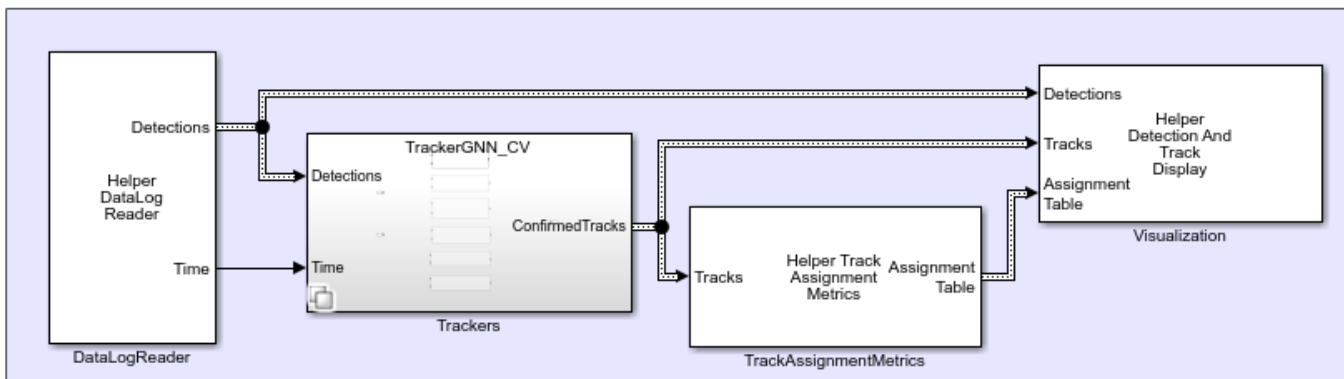 Detections
Helper
DataLog
Reader
Time
DataLogReader
TrackerGNN_CV
Detections
ConfirmedTracks
Time
Trackers
Tracks
Helper Track
Assignment
Metrics
Assignment
Table
TrackAssignmentMetrics
Detections
Tracks
Assignment
Table
Helper
Detection And
Track
Display
Visualization